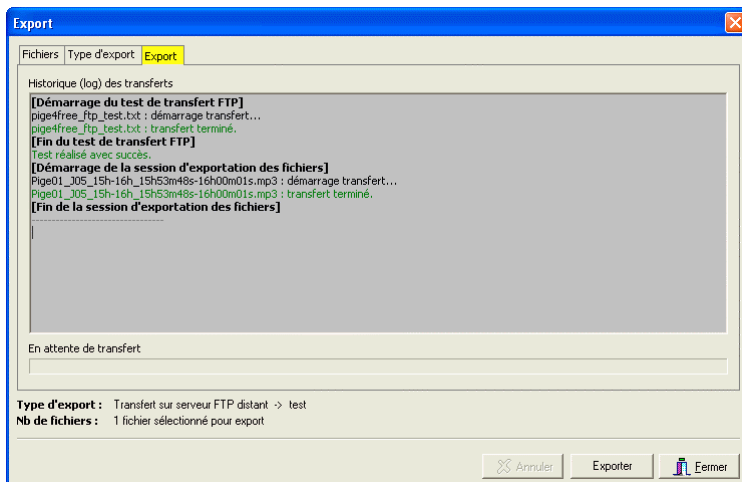 Export
Fichiers Type d'export Export
Historique (log) des transferts
[Démarrage du test de transfert FTP]
pige4free_ftp_test.txt : démarrage transfert...
pige4free_ftp_test.txt : transfert terminé.
[Fin du test de transfert FTP]
Test réalisé avec succès.
[Démarrage de la session d'exportation des fichiers]
Pige01_J05_15h-16h_15h53m48s-16h00m01s.mp3 : démarrage transfert...
Pige01_J05_15h-16h_15h53m48s-16h00m01s.mp3 : transfert terminé.
[Fin de la session d'exportation des fichiers]
---------------------------------
En attente de transfert
Type d'export : Transfert sur serveur FTP distant -> test
Nb de fichiers : 1 fichier sélectionné pour export
Annuler Exporter Fermer